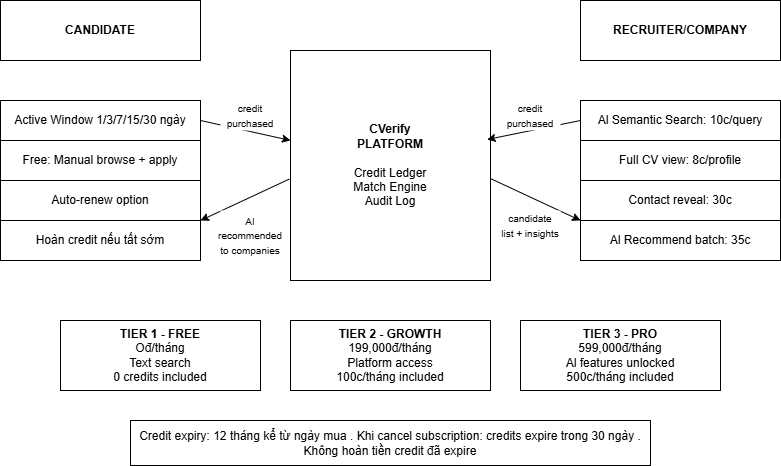 CANDIDATE
RECRUITER/COMPANY
Active Window 1/3/7/15/30 ngày
Free: Manual browse + apply
Auto-renew option
Hoàn credit nếu tất sớm
credit
purchased
AI
recommended
to companies
CVerify
PLATFORM
Credit Ledger
Match Engine
Audit Log
credit
purchased
candidate
list + insights
AI Semantic Search: 10c/query
Full CV view: 8c/profile
Contact reveal: 30c
AI Recommend batch: 35c
TIER 1 - FREE
Ođ/tháng
Text search
0 credits included
TIER 2 - GROWTH
199,000đ/tháng
Platform access
100c/tháng included
TIER 3 - PRO
599,000đ/tháng
AI features unlocked
500c/tháng included
Credit expiry: 12 tháng kể từ ngày mua . Khi cancel subscription: credits expire trong 30 ngày .
Không hoàn tiền credit đã expire